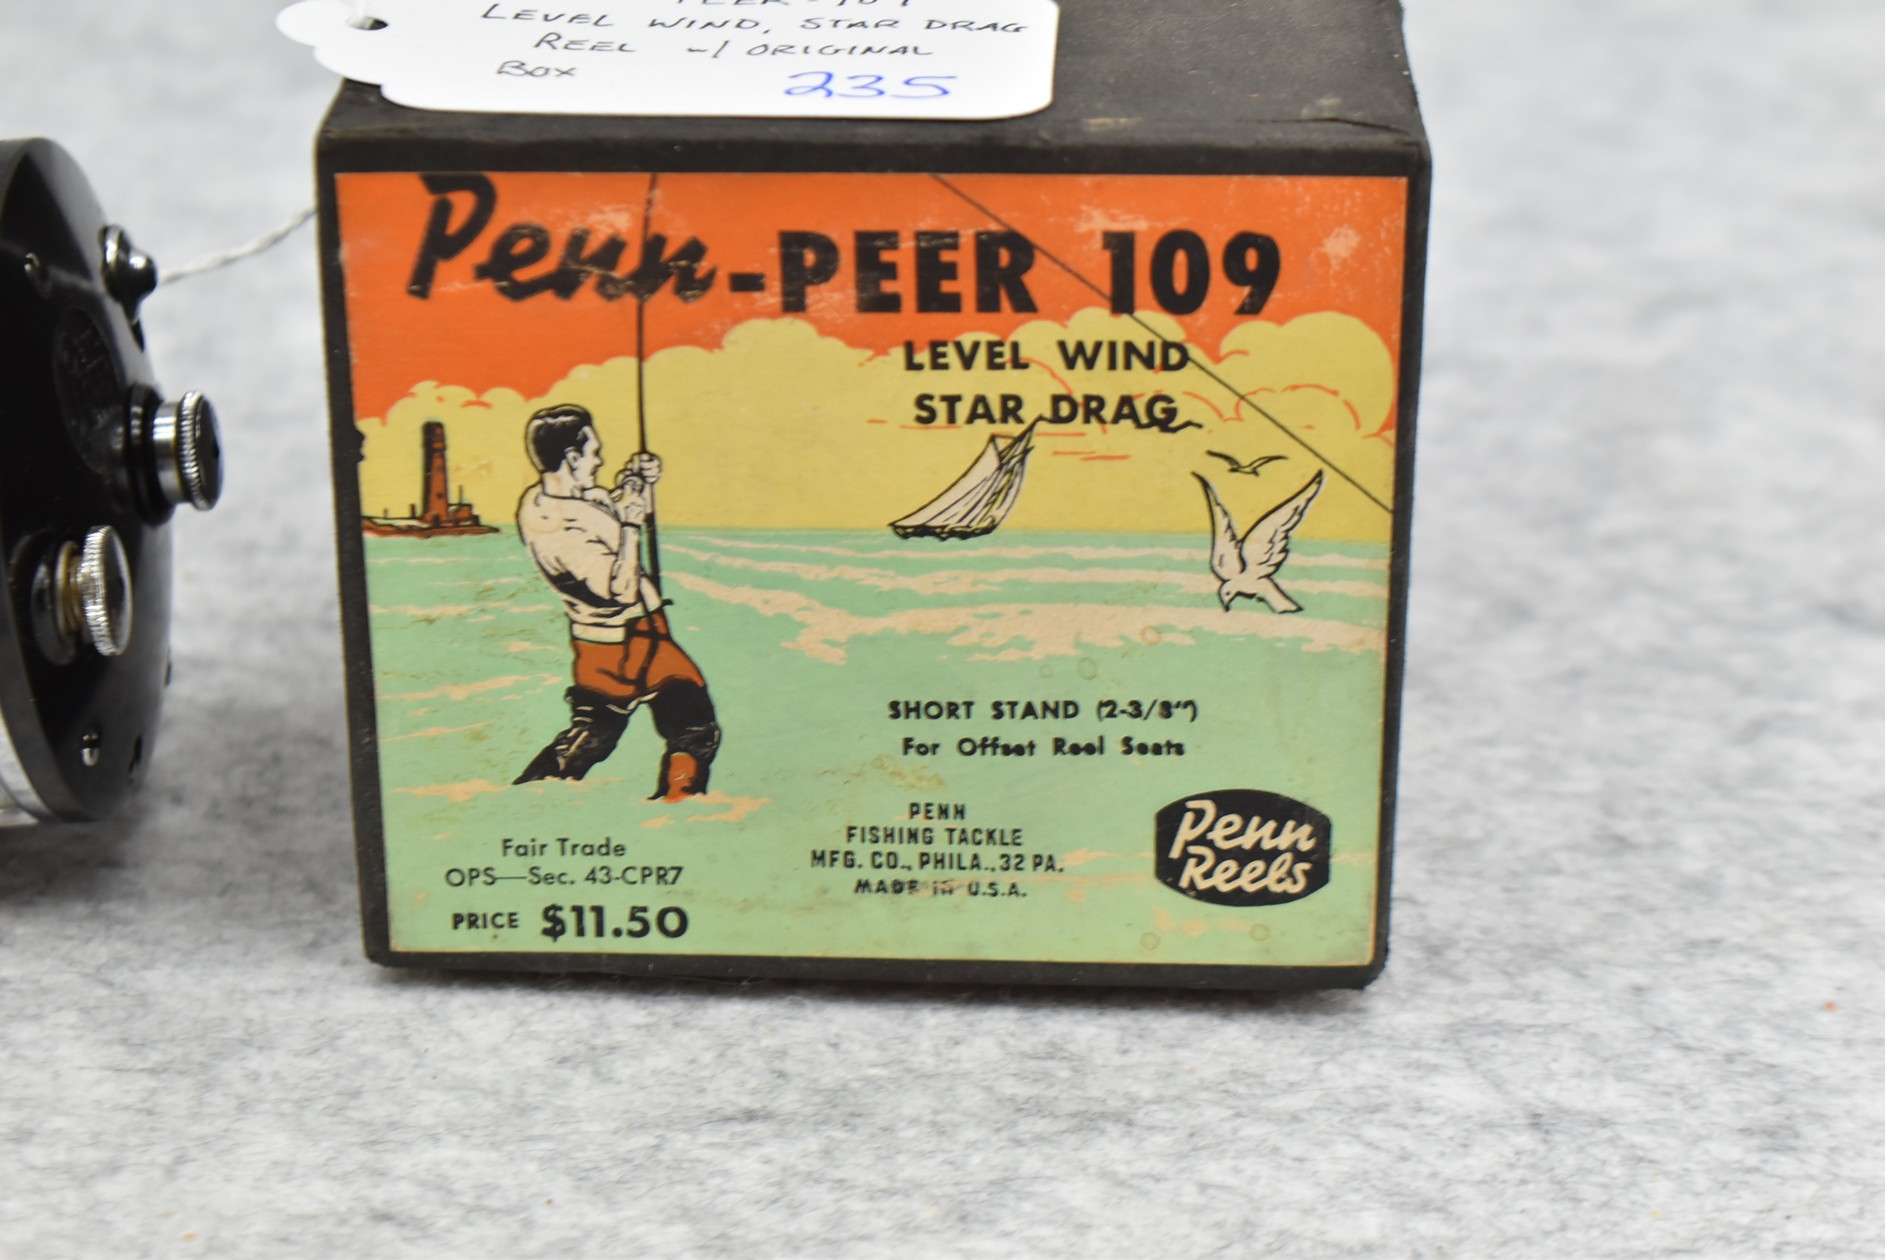 LEVEL WIND, STAR DRAG
REEL w/ ORIGINAL
BOX
235
Penn-PEER 109
LEVEL WIND
STAR DRAG
SHORT STAND (2-3/8")
For Offset Reel Seats
PENN
FISHING TACKLE
MFG. CO., PHILA., 32 PA.
MADE IN U.S.A.
Fair Trade
OPS—Sec. 43-CPR7
PRICE $11.50
Penn
Reels